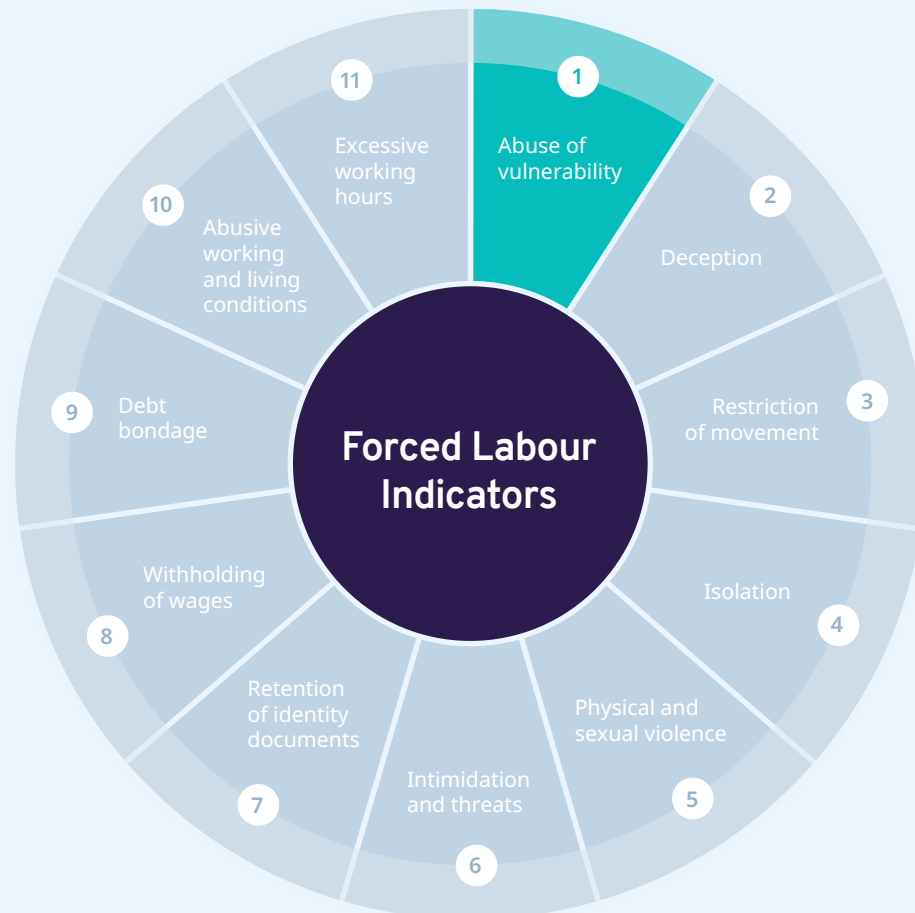 Forced Labour
Indicators
1
Abuse of
vulnerability
2
Deception
3
Restriction
of movement
4
Isolation
5
Physical and
sexual violence
6
Intimidation
and threats
7
Retention
of identity
documents
8
Withholding
of wages
9
Debt
bondage
10
Abusive
working
and living
conditions
11
Excessive
working
hours